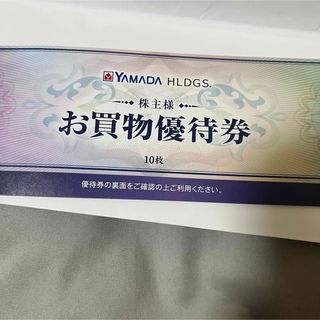 YAMADA HLDGS.
株主様
お買物優待券
10枚
優待券の裏面をご確認の上ご利用ください。